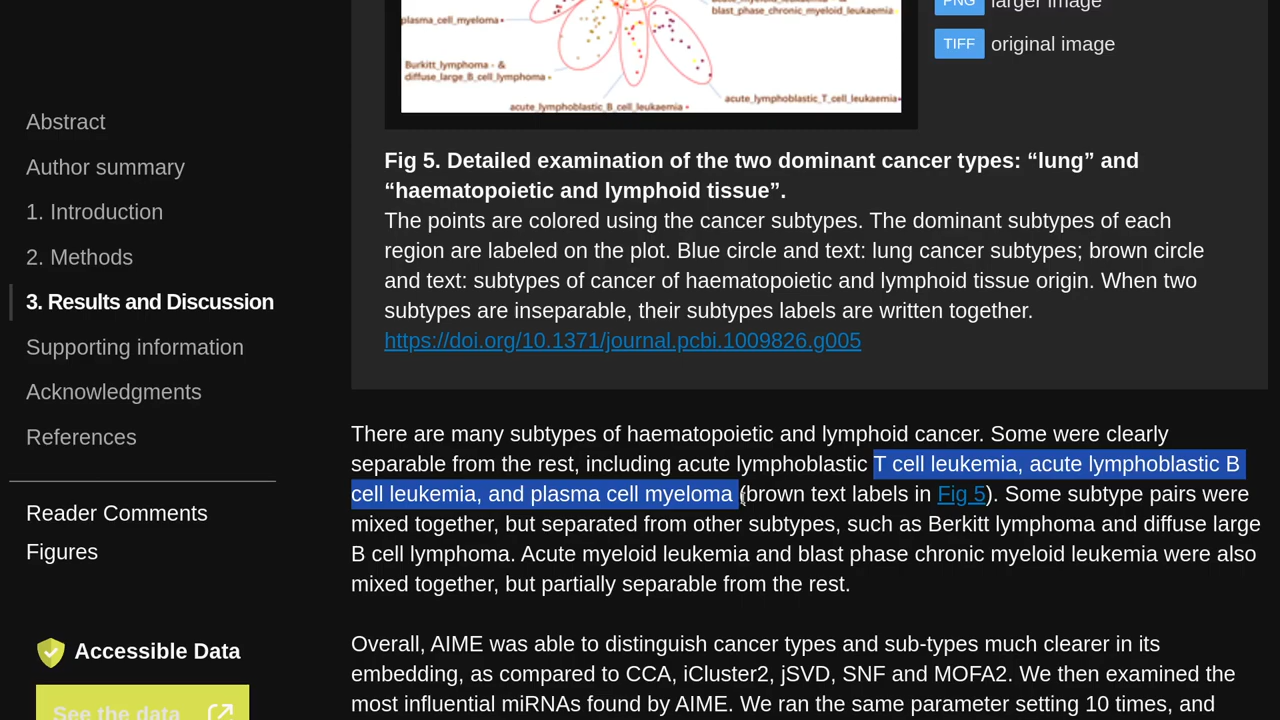 larger image
plasma_cell_myeloma
blast_phase_chronic_myeloid_leukaemia
TIFF original image
Burkitt_lymphoma - &
diffuse_large_B_cell_lymphoma
acute_lymphoblastic_T_cell_leukaemia
acute_lymphoblastic_B_cell_leukaemia
Abstract
Author summary
1. Introduction
2. Methods
3. Results and Discussion
Supporting information
Acknowledgments
References
Reader Comments
Figures
Accessible Data
See the data
Fig 5. Detailed examination of the two dominant cancer types: “lung” and
“haematopoietic and lymphoid tissue”.
The points are colored using the cancer subtypes. The dominant subtypes of each
region are labeled on the plot. Blue circle and text: lung cancer subtypes; brown circle
and text: subtypes of cancer of haematopoietic and lymphoid tissue origin. When two
subtypes are inseparable, their subtypes labels are written together.
https://doi.org/10.1371/journal.pcbi.1009826.g005
There are many subtypes of haematopoietic and lymphoid cancer. Some were clearly
separable from the rest, including acute lymphoblastic T cell leukemia, acute lymphoblastic B
cell leukemia, and plasma cell myeloma (brown text labels in Fig 5). Some subtype pairs were
mixed together, but separated from other subtypes, such as Berkitt lymphoma and diffuse large
B cell lymphoma. Acute myeloid leukemia and blast phase chronic myeloid leukemia were also
mixed together, but partially separable from the rest.
Overall, AIME was able to distinguish cancer types and sub-types much clearer in its
embedding, as compared to CCA, iCluster2, jSVD, SNF and MOFA2. We then examined the
most influential miRNAs found by AIME. We ran the same parameter setting 10 times, and